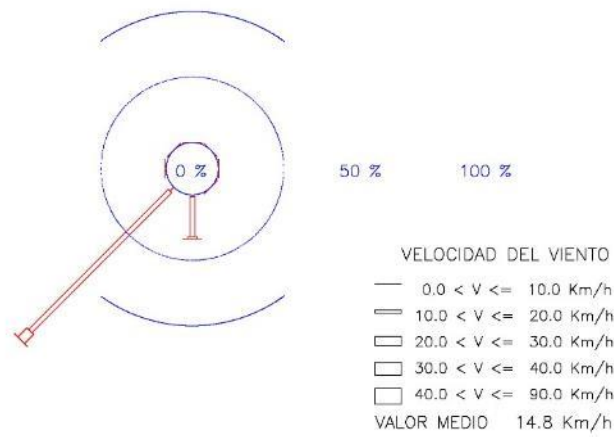 0 % 50 % 100 %
VELOCIDAD DEL VIENTO
0.0 < V <= 10.0 Km/h
10.0 < V <= 20.0 Km/h
20.0 < V <= 30.0 Km/h
30.0 < V <= 40.0 Km/h
40.0 < V <= 90.0 Km/h
VALOR MEDIO 14.8 Km/h